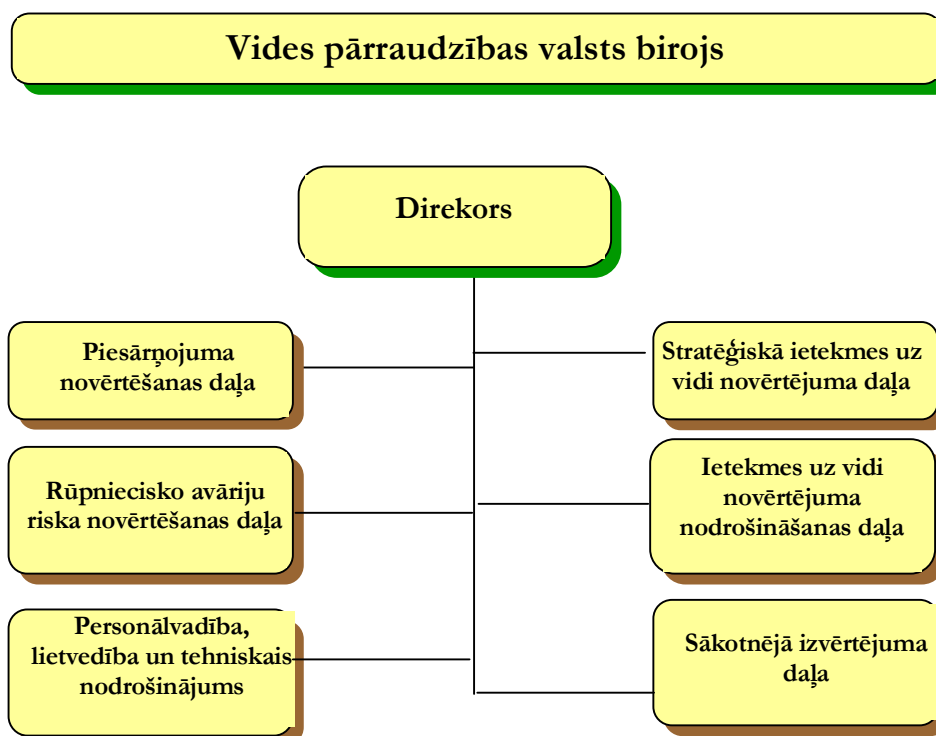 Vides pārraudzības valsts birojs
Direkors
Piesārņojuma
novērtēšanas daļa
Stratēģiskā ietekmes uz
vidi novērtējuma daļa
Rūpniecisko avāriju
riska novērtēšanas daļa
Ietekmes uz vidi
novērtējuma
nodrošināšanas daļa
Personālvadība,
lietvedība un tehniskais
nodrošinājums
Sākotnējā izvērtējuma
daļa